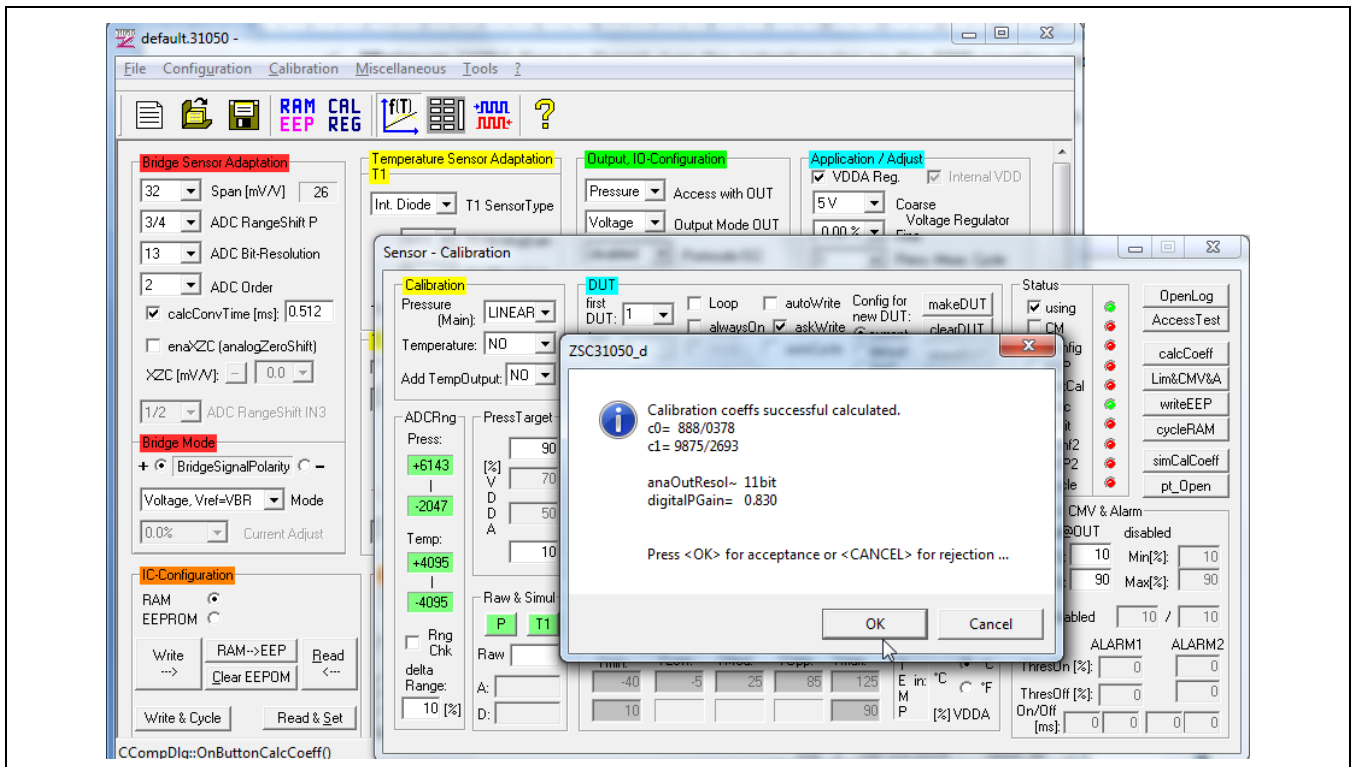 default.31050 -
File Configuration Calibration Miscellaneous Tools ?
RAM EEP CAL REG f(T) ?
Bridge Sensor Adaptation
32 Span [mV/V] 26
3/4 ADC RangeShift P
13 ADC Bit-Resolution
2 ADC Order
calcConvTime [ms]: 0.512
enaXZC (analogZeroShift)
XZC [mV/V]: - 0.0
1/2 ADC RangeShift IN3
Bridge Mode
+ BridgeSignalPolarity -
Voltage, Vref=VBR Mode
0.0% Current Adjust
IC-Configuration
RAM
EEPROM
Write
--->
RAM-->EEP
Clear EEPOM
Read
<---
Write & Cycle Read & Set
CCompDlg::OnButtonCalcCoeff()
Temperature Sensor Adaptation
T1
Int. Diode T1 SensorType
Output, IO-Configuration
Pressure Access with OUT
Voltage Output Mode OUT
Application / Adjust
VDDA Reg. Internal VDD
5 V Coarse
Voltage Regulator
0.00 %
Sensor - Calibration
Calibration
Pressure
(Main): LINEAR
Temperature: NO
Add TempOutput: NO
DUT
first
DUT: 1
Loop autoWrite
alwaysOn askWrite
Config for
new DUT:
makeDUT
clearDUT
Status
using
CM
OpenLog
AccessTest
calcCoeff
Lim&CMV&A
writeEEP
cycleRAM
simCalCoeff
pt_Open
ADCRng
Press:
+6143
|
-2047
Temp:
+4095
|
-4095
Rng
Chk
delta
Range:
10 [%]
PressTarget
90
[%] 70
V
D 50
D
A 10
Raw & Simul
P T1
Raw
A:
D:
ZSC31050_d
Calibration coeffs successful calculated.
c0= 888/0378
c1= 9875/2693
anaOutResol~ 11bit
digitalPGain= 0.830
Press <OK> for acceptance or <CANCEL> for rejection ...
OK Cancel
-40 -5 25 85 125
10 90
T
E in: °C °F
M
P [%] VDDA
CMV & Alarm
disabled
10 Min[%]: 10
90 Max[%]: 90
10 / 10
ALARM1 ALARM2
ThresOn [%]: 0 0
ThresOff [%]: 0 0
On/Off
[ms]: 0 0 0 0